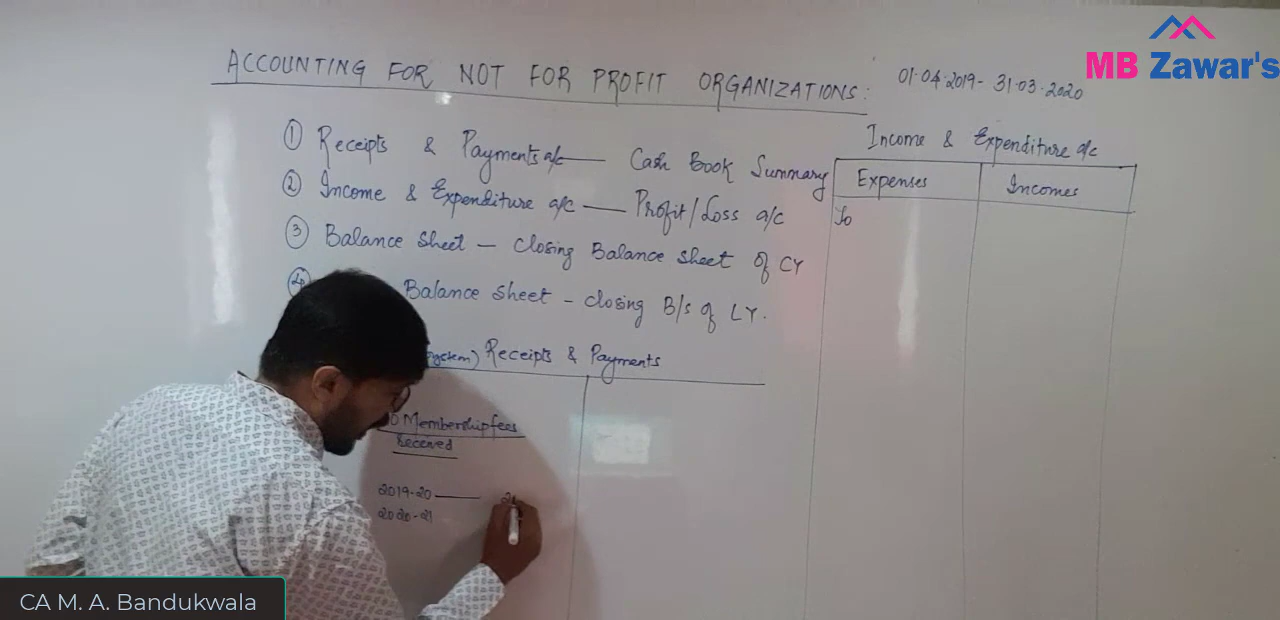 ACCOUNTING FOR NOT FOR PROFIT ORGANIZATIONS:
01.04.2019 - 31.03.2020
MB Zawar's
① Receipts & Payments a/c — Cash Book Summary
② Income & Expenditure a/c — Profit/Loss a/c
③ Balance Sheet - Closing Balance Sheet of CY
Balance Sheet - Closing B/s of LY.
Receipts & Payments
Membership fees
Received
2019-20 —
2020-21
Income & Expenditure a/c
Expenses Incomes
To
CA M. A. Bandukwala